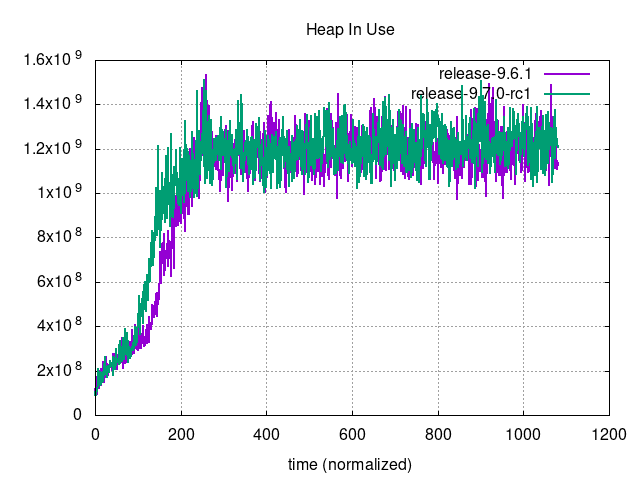 Heap In Use
release-9.6.1
release-9.7.0-rc1
1.6x10^9
1.4x10^9
1.2x10^9
1x10^9
8x10^8
6x10^8
4x10^8
2x10^8
0
0 200 400 600 800 1000 1200
time (normalized)